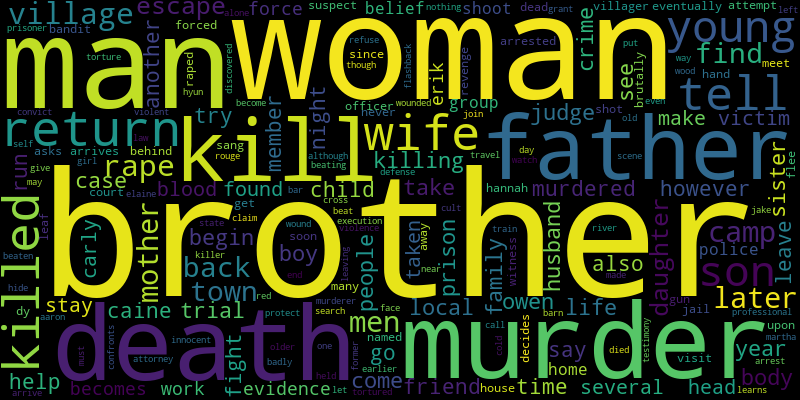 village escape force belief shoot dead grant villager eventually attempt
suspect alone nothing left
prisoner bandit forced another since refuse though arrested revenge crime put way meet
man woman young
torture raped discovered flashback erik see brutally find wood hand
hyun night officer wounded group even tell
convict violent become never join judge shot make victim
return try member wife father
self law sang rouge although beating killing travel day watch old scene
asks arrives behind kill defense
run girl rape blood found child take hannah murdered however sister flee
give may case court elaine bar cross
killed leaf carly mother brother husband daughter camp
state get claim beat execution cult jake
begin boy soon violence people taken away prison family witness train river also police leave
beaten back killer wound leaving near made son
hide town red end many owen gun jail later
stay caine trial murderer search face local life professional
dy aaron protect men call barn upon martha
death murder
confronts innocent named cold decides died testimony year
must attorney older one former go say visit arrest
help fight badly earlier home body
becomes work evidence held let come friend house time several head learns
arrive tortured